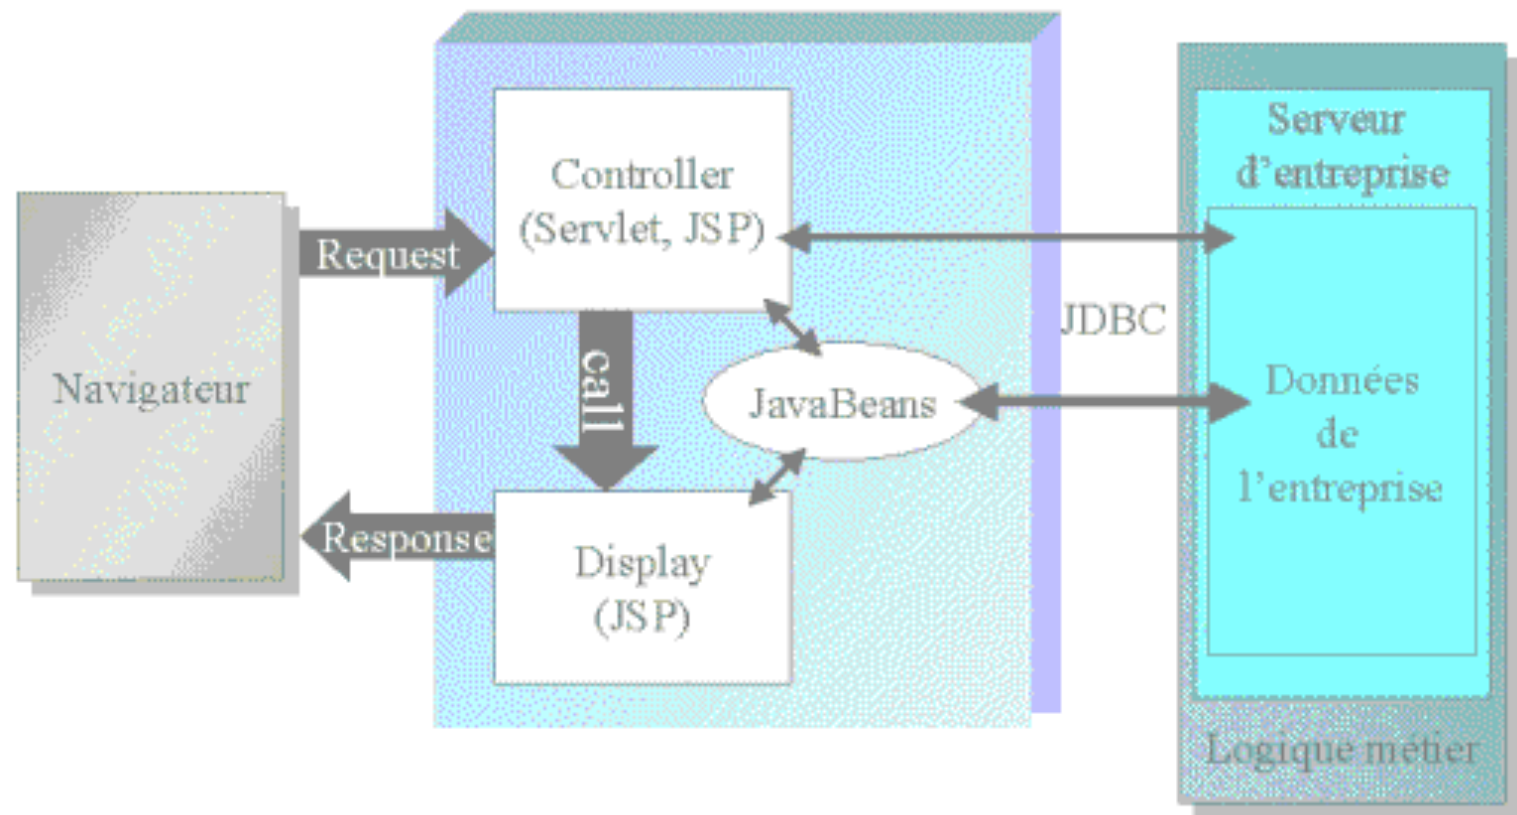 Navigateur
Request
Response
Controller
(Servlet, JSP)
call
JavaBeans
Display
(JSP)
JDBC
Serveur
d’entreprise
Données
de
l’entreprise
Logique métier